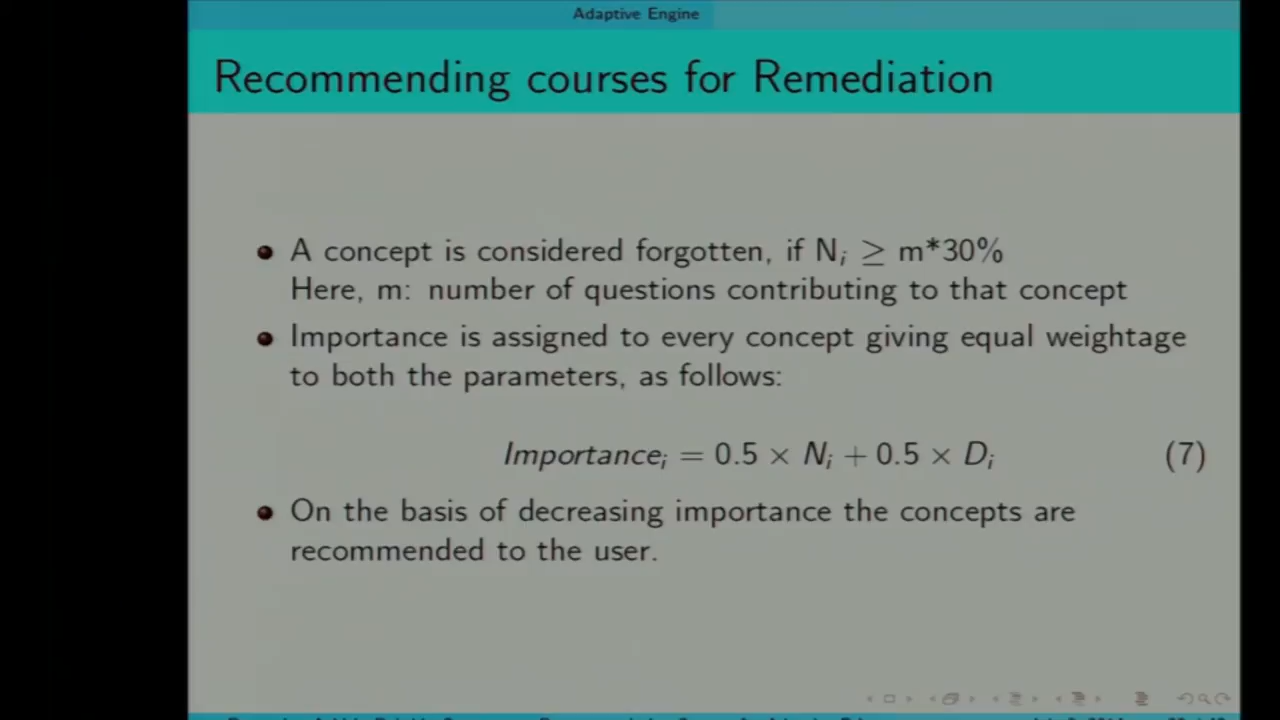 Adaptive Engine
Recommending courses for Remediation
A concept is considered forgotten, if Nᵢ ≥ m*30%
Here, m: number of questions contributing to that concept
Importance is assigned to every concept giving equal weightage
to both the parameters, as follows:
Importanceᵢ = 0.5 × Nᵢ + 0.5 × Dᵢ (7)
On the basis of decreasing importance the concepts are
recommended to the user.